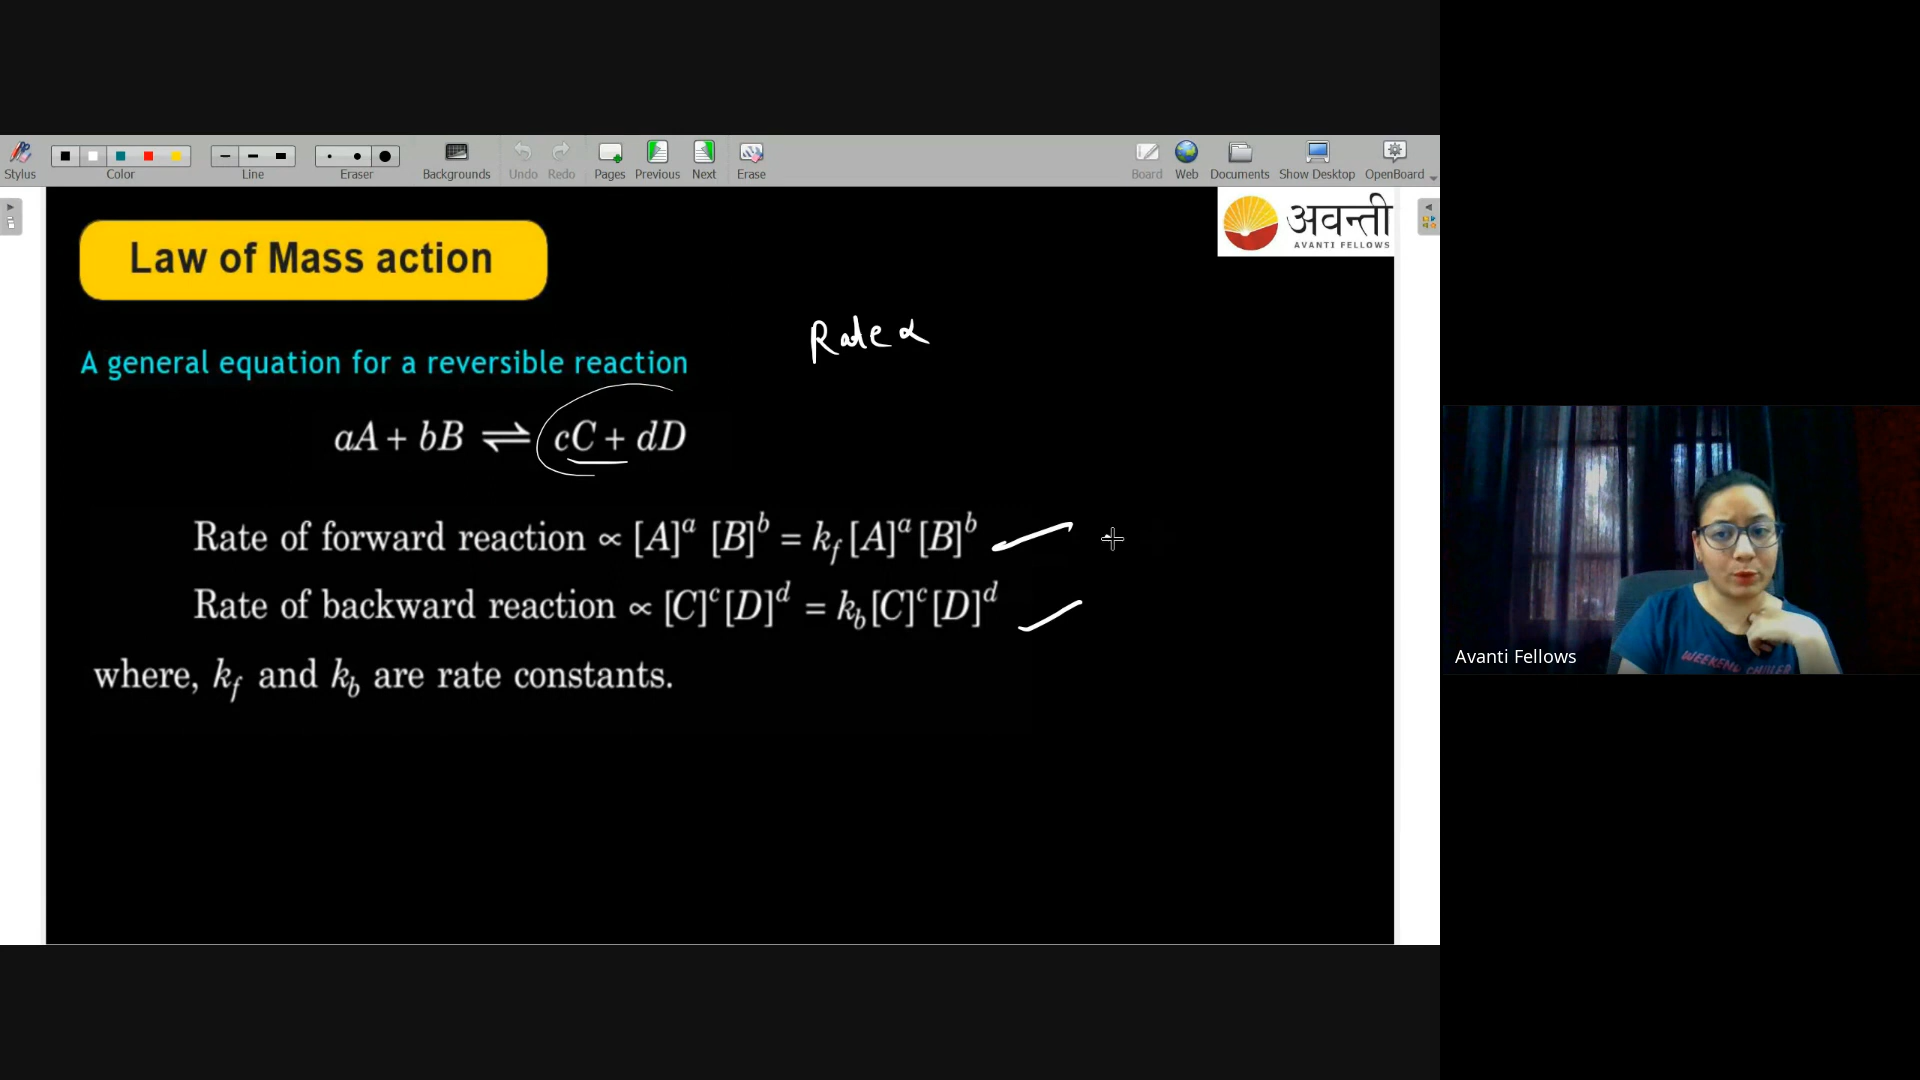 Stylus Color Line Eraser Backgrounds Undo Redo Pages Previous Next Erase Board Web Documents Show Desktop OpenBoard
अवन्ती
AVANTI FELLOWS
Law of Mass action
Rate α
A general equation for a reversible reaction
aA + bB ⇌ cC + dD
Rate of forward reaction ∝ [A]ᵃ [B]ᵇ = k_f [A]ᵃ [B]ᵇ
Rate of backward reaction ∝ [C]ᶜ [D]ᵈ = k_b [C]ᶜ [D]ᵈ
where, k_f and k_b are rate constants.
WEEKEND CHILLER
Avanti Fellows